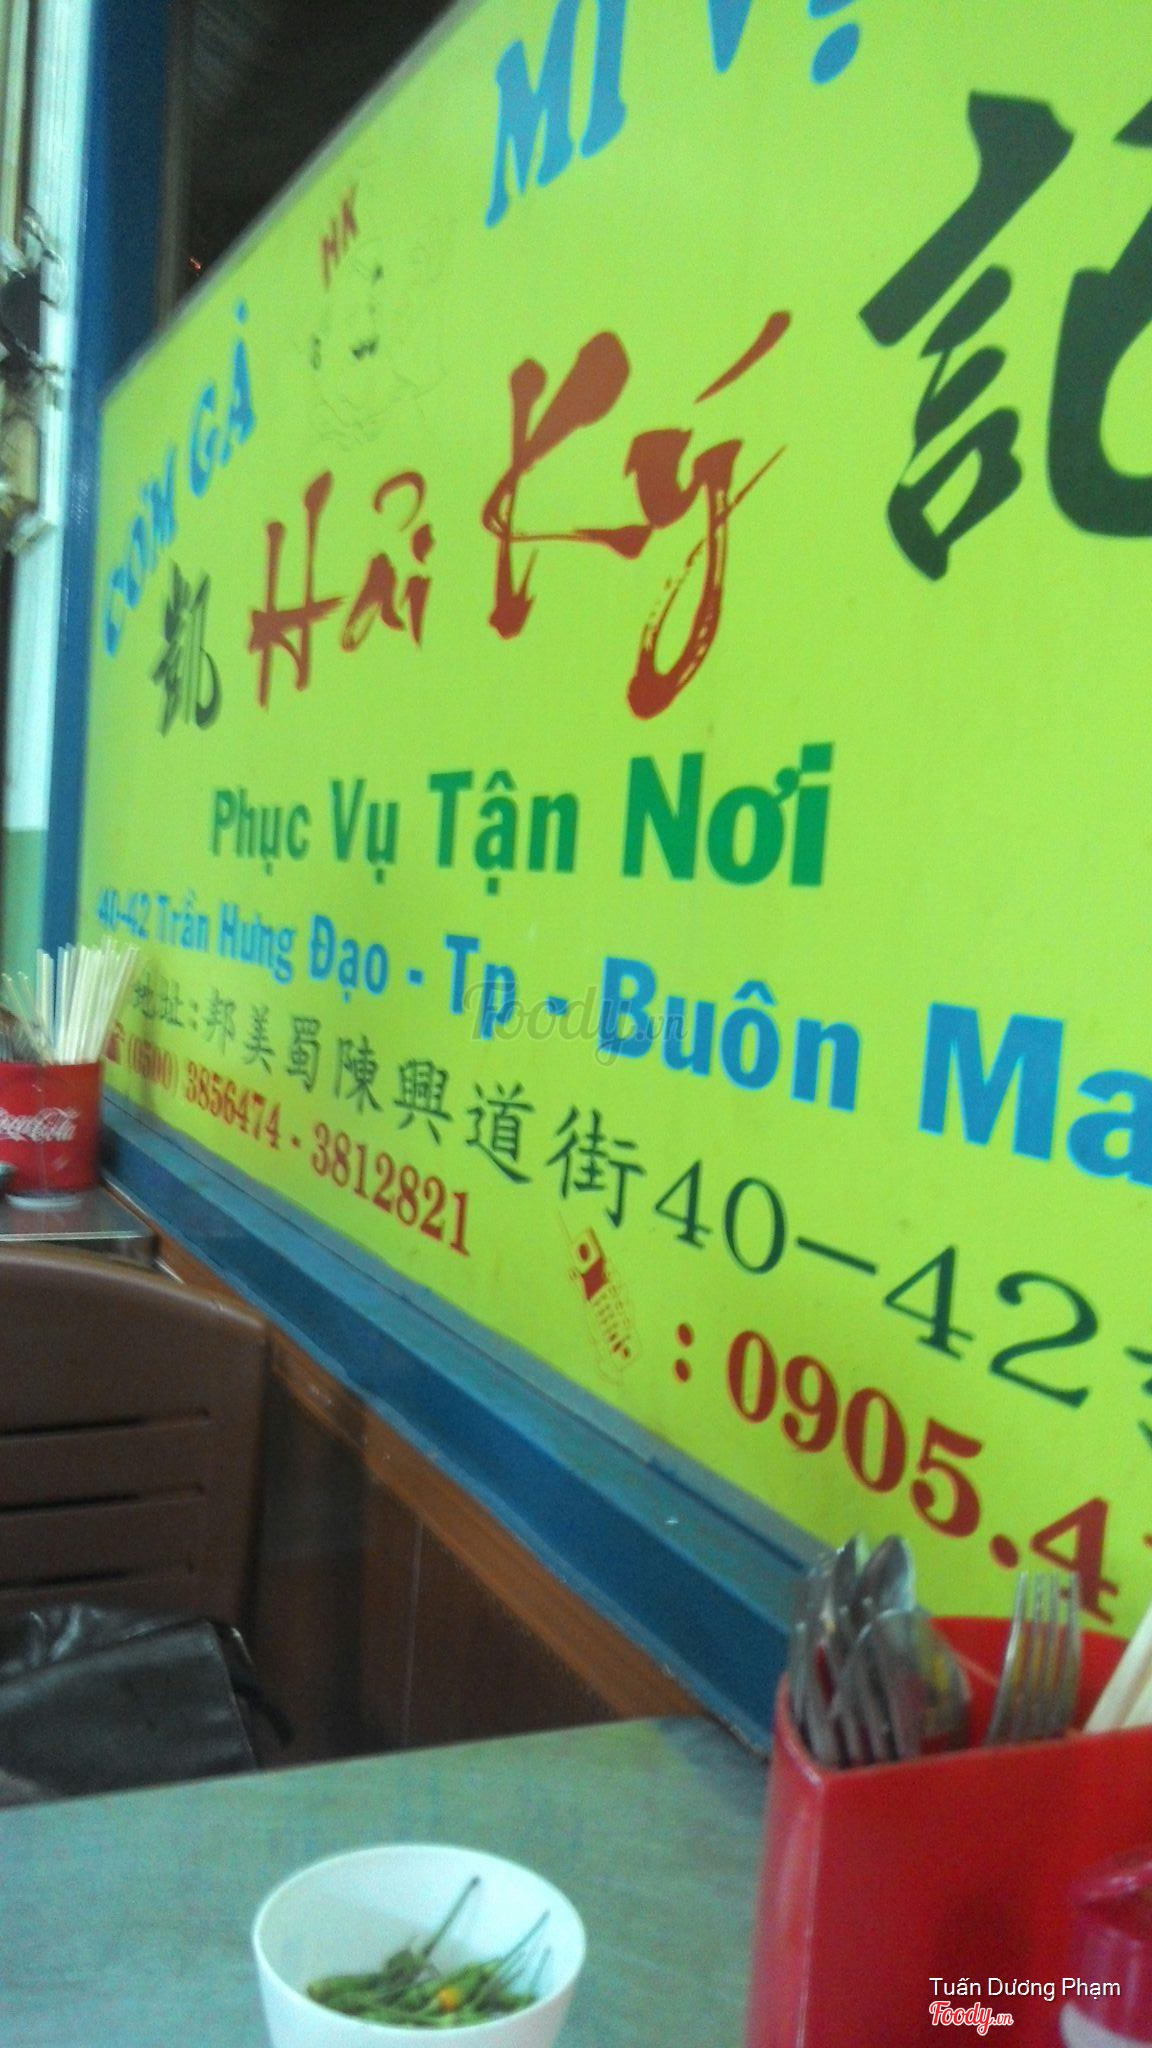 CƠM GÀ MÌ V
HK
凱 Hải Ký 記
Phục Vụ Tận Nơi
40-42 Trần Hưng Đạo - Tp - Buôn Ma
地址:邦美蜀陳興道街40-42
(0500) 3856474 - 3812821
: 0905.4
Coca-Cola
Foody.vn
Tuấn Dương Phạm
Foody.vn